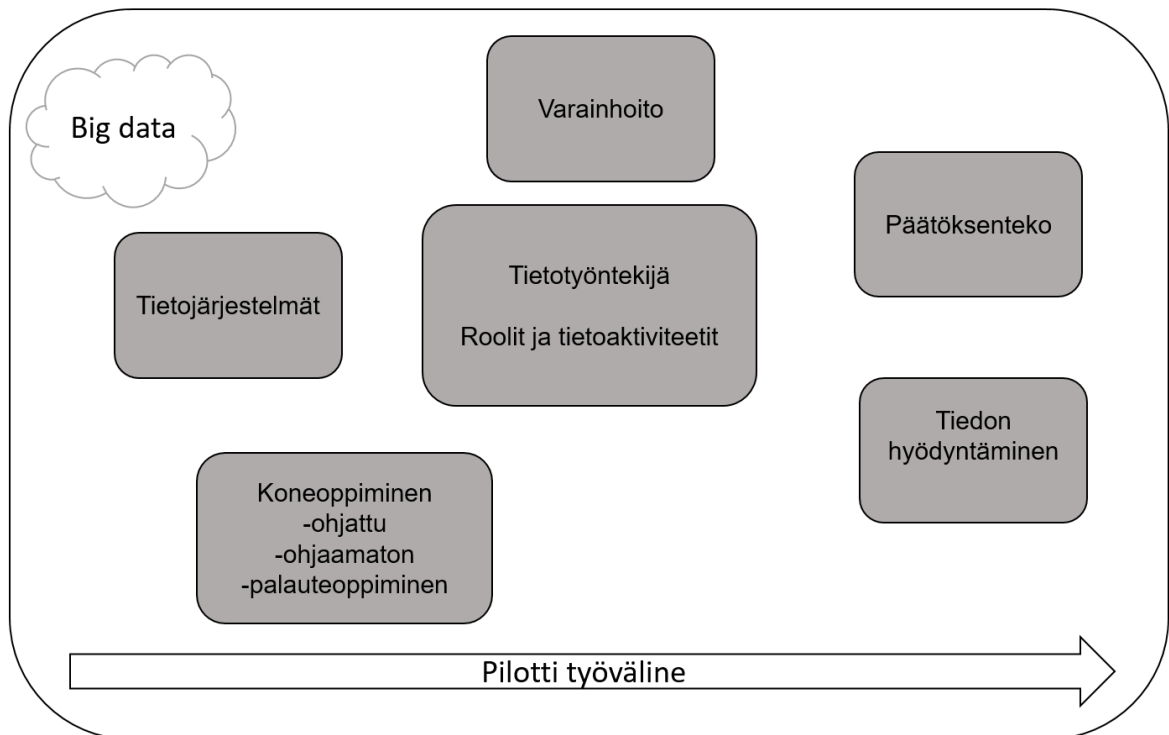 Big data
Varainhoito
Päätöksenteko
Tietojärjestelmät
Tietotyöntekijä
Roolit ja tietoaktiviteetit
Tiedon
hyödyntäminen
Koneoppiminen
-ohjattu
-ohjaamaton
-palauteoppiminen
Pilotti työväline